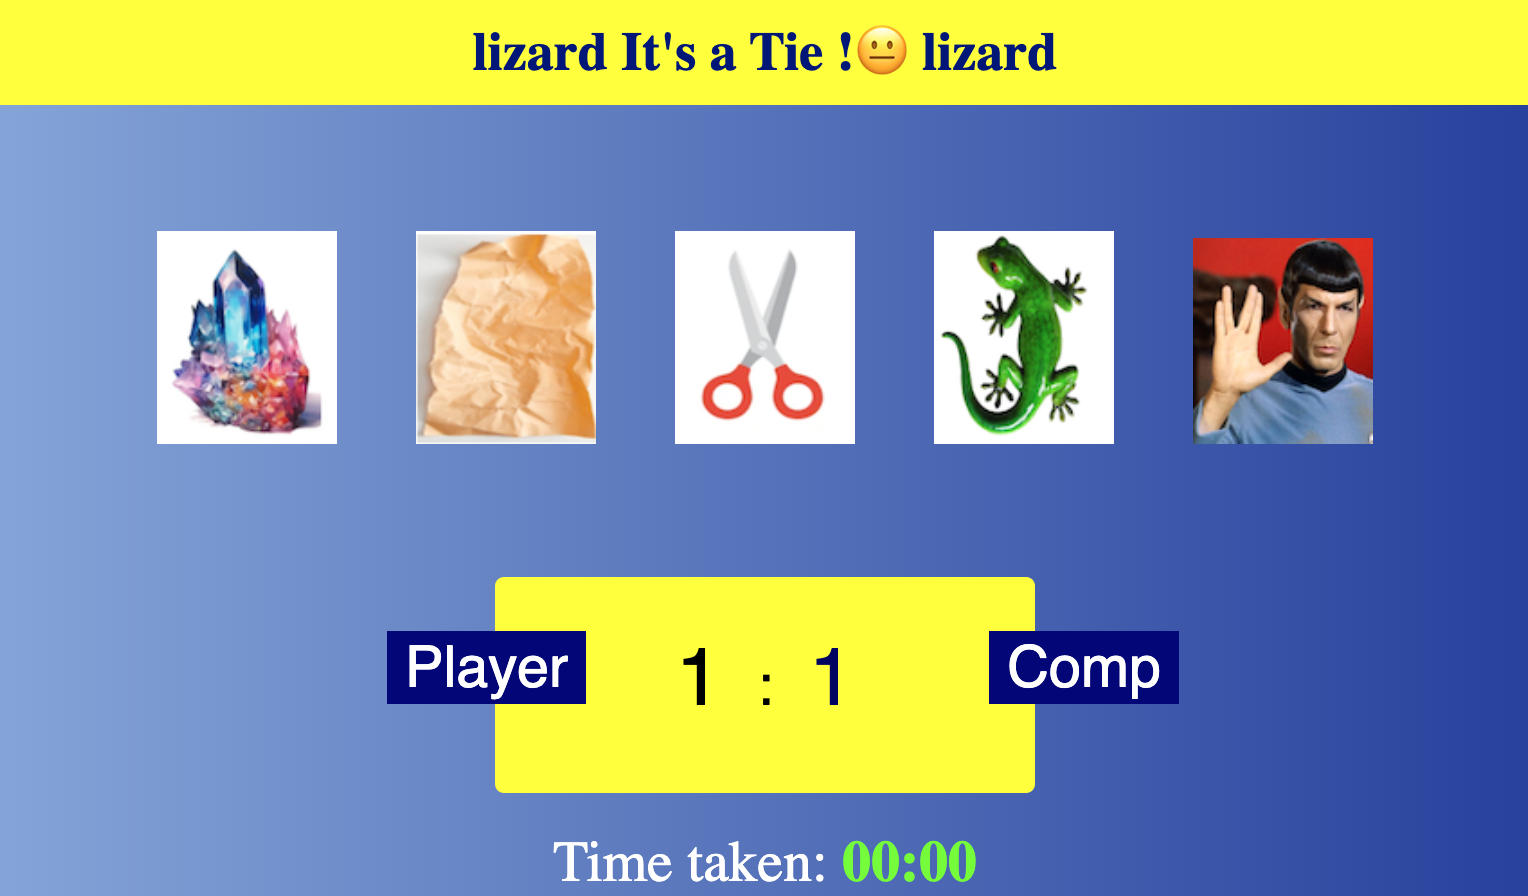 lizard It's a Tie !😐 lizard
Player 1 : 1 Comp
Time taken: 00:00